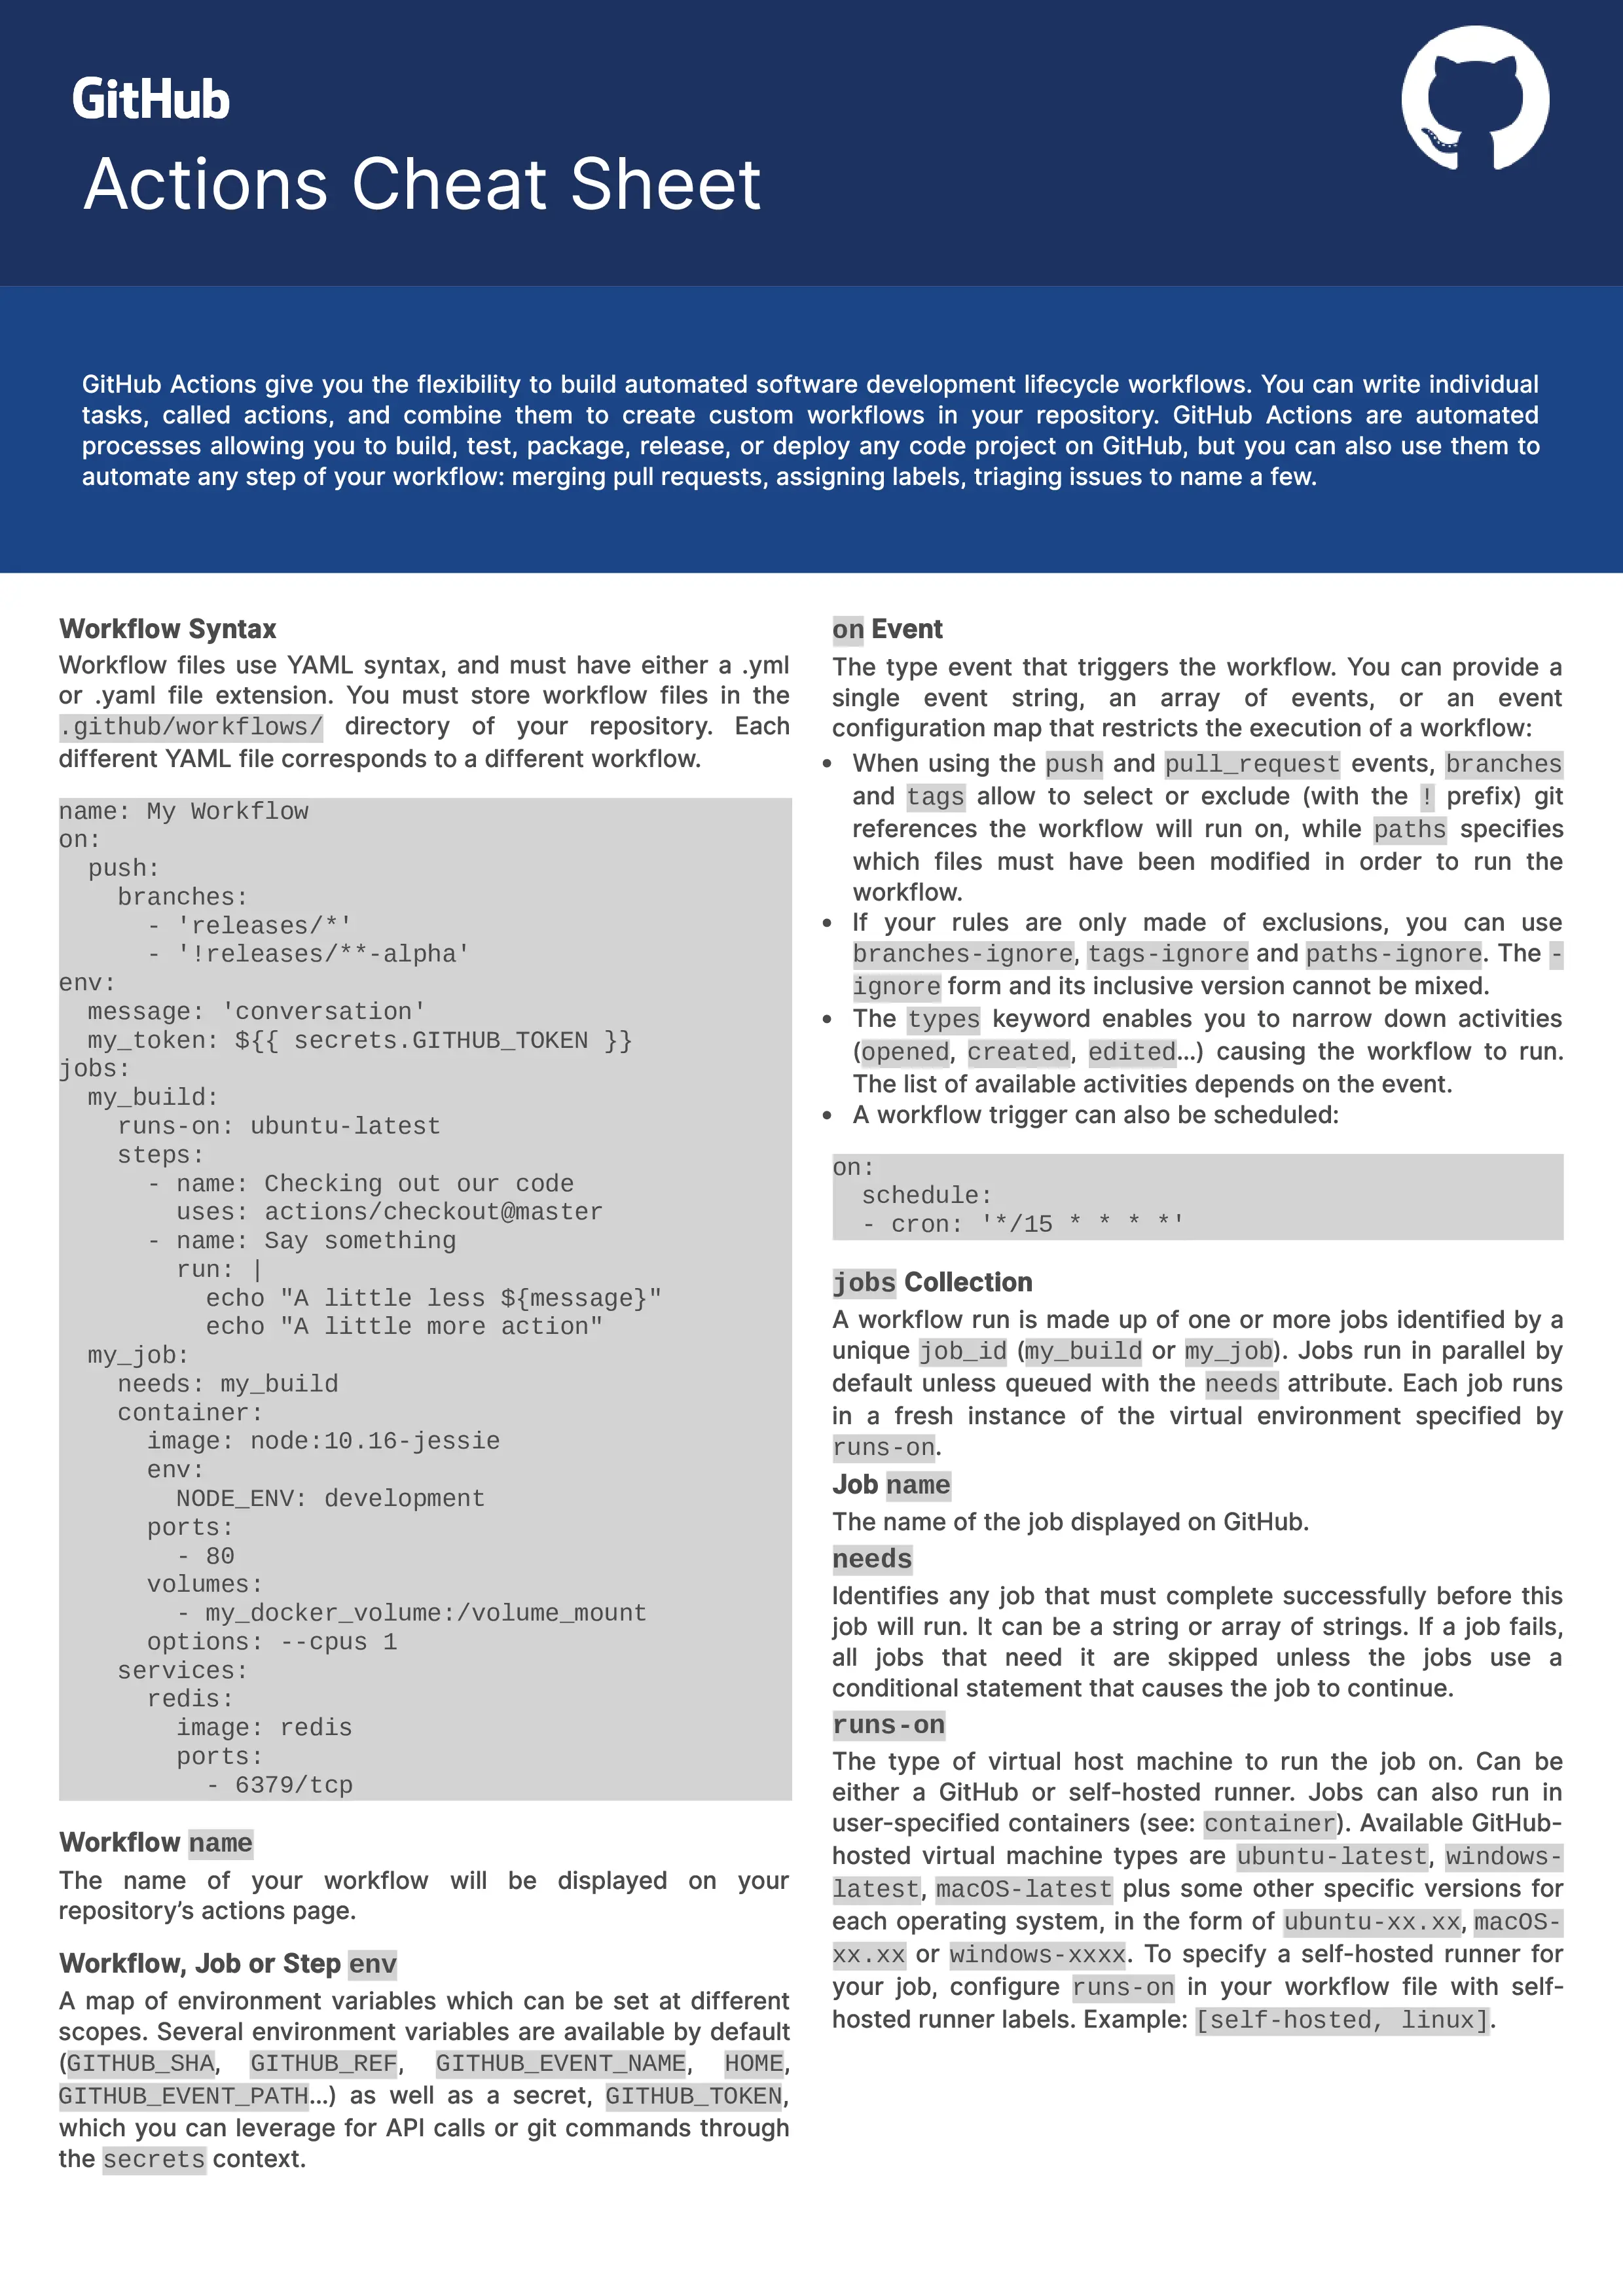 GitHub
Actions Cheat Sheet
GitHub Actions give you the flexibility to build automated software development lifecycle workflows. You can write individual
tasks, called actions, and combine them to create custom workflows in your repository. GitHub Actions are automated
processes allowing you to build, test, package, release, or deploy any code project on GitHub, but you can also use them to
automate any step of your workflow: merging pull requests, assigning labels, triaging issues to name a few.
Workflow Syntax
Workflow files use YAML syntax, and must have either a .yml
or .yaml file extension. You must store workflow files in the
.github/workflows/ directory of your repository. Each
different YAML file corresponds to a different workflow.
name: My Workflow
on:
  push:
    branches:
      - 'releases/*'
      - '!releases/**-alpha'
env:
  message: 'conversation'
  my_token: ${{ secrets.GITHUB_TOKEN }}
jobs:
  my_build:
    runs-on: ubuntu-latest
    steps:
      - name: Checking out our code
        uses: actions/checkout@master
      - name: Say something
        run: |
          echo "A little less ${message}"
          echo "A little more action"
  my_job:
    needs: my_build
    container:
      image: node:10.16-jessie
      env:
        NODE_ENV: development
      ports:
        - 80
      volumes:
        - my_docker_volume:/volume_mount
      options: --cpus 1
    services:
      redis:
        image: redis
        ports:
          - 6379/tcp
Workflow name
The name of your workflow will be displayed on your
repository’s actions page.
Workflow, Job or Step env
A map of environment variables which can be set at different
scopes. Several environment variables are available by default
(GITHUB_SHA, GITHUB_REF, GITHUB_EVENT_NAME, HOME,
GITHUB_EVENT_PATH...) as well as a secret, GITHUB_TOKEN,
which you can leverage for API calls or git commands through
the secrets context.
on Event
The type event that triggers the workflow. You can provide a
single event string, an array of events, or an event
configuration map that restricts the execution of a workflow:
• When using the push and pull_request events, branches
and tags allow to select or exclude (with the ! prefix) git
references the workflow will run on, while paths specifies
which files must have been modified in order to run the
workflow.
• If your rules are only made of exclusions, you can use
branches-ignore, tags-ignore and paths-ignore. The -
ignore form and its inclusive version cannot be mixed.
• The types keyword enables you to narrow down activities
(opened, created, edited...) causing the workflow to run.
The list of available activities depends on the event.
• A workflow trigger can also be scheduled:
on:
  schedule:
  - cron: '*/15 * * * *'
jobs Collection
A workflow run is made up of one or more jobs identified by a
unique job_id (my_build or my_job). Jobs run in parallel by
default unless queued with the needs attribute. Each job runs
in a fresh instance of the virtual environment specified by
runs-on.
Job name
The name of the job displayed on GitHub.
needs
Identifies any job that must complete successfully before this
job will run. It can be a string or array of strings. If a job fails,
all jobs that need it are skipped unless the jobs use a
conditional statement that causes the job to continue.
runs-on
The type of virtual host machine to run the job on. Can be
either a GitHub or self-hosted runner. Jobs can also run in
user-specified containers (see: container). Available GitHub-
hosted virtual machine types are ubuntu-latest, windows-
latest, macOS-latest plus some other specific versions for
each operating system, in the form of ubuntu-xx.xx, macOS-
xx.xx or windows-xxxx. To specify a self-hosted runner for
your job, configure runs-on in your workflow file with self-
hosted runner labels. Example: [self-hosted, linux].